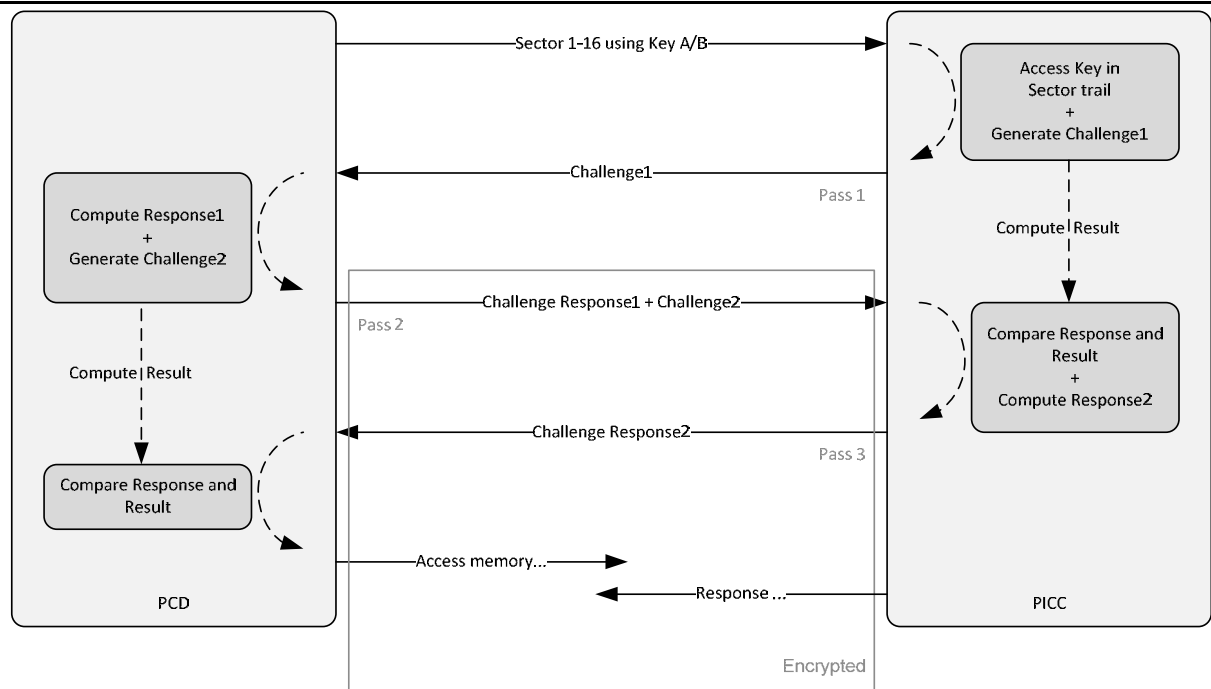 Sector 1-16 using Key A/B
Access Key in
Sector trail
+
Generate Challenge1
Challenge1
Pass 1
Compute Response1
+
Generate Challenge2
Compute Result
Challenge Response1 + Challenge2
Pass 2
Compare Response and
Result
+
Compute Response2
Compute Result
Challenge Response2
Pass 3
Compare Response and
Result
Access memory...
Response ...
PCD
PICC
Encrypted